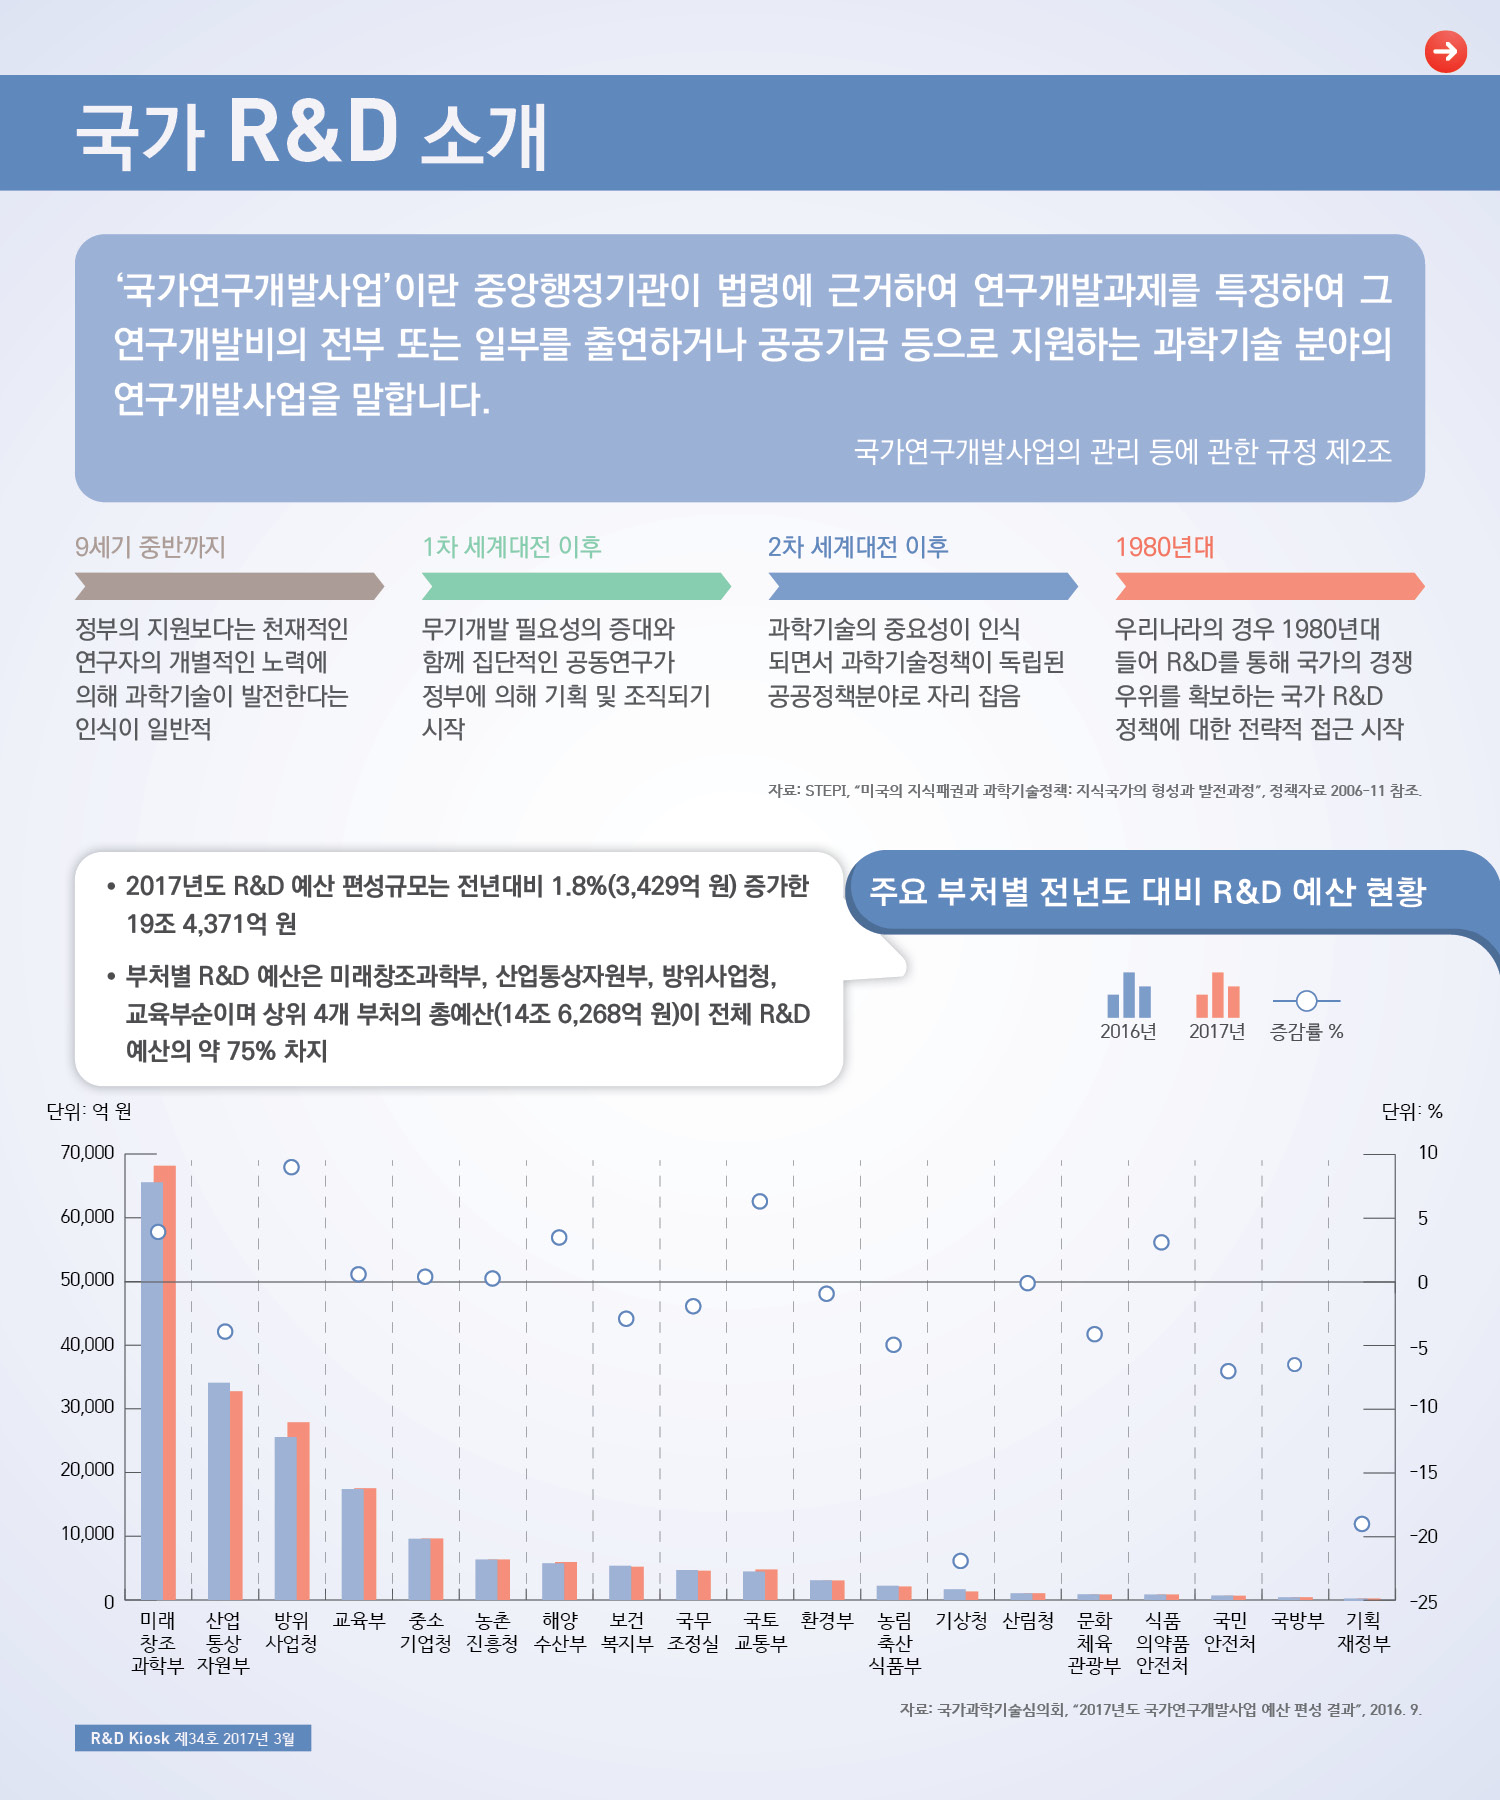 국가 R&D 소개
‘국가연구개발사업’이란 중앙행정기관이 법령에 근거하여 연구개발과제를 특정하여 그
연구개발비의 전부 또는 일부를 출연하거나 공공기금 등으로 지원하는 과학기술 분야의
연구개발사업을 말합니다.
국가연구개발사업의 관리 등에 관한 규정 제2조
9세기 중반까지
정부의 지원보다는 천재적인
연구자의 개별적인 노력에
의해 과학기술이 발전한다는
인식이 일반적
1차 세계대전 이후
무기개발 필요성의 증대와
함께 집단적인 공동연구가
정부에 의해 기획 및 조직되기
시작
2차 세계대전 이후
과학기술의 중요성이 인식
되면서 과학기술정책이 독립된
공공정책분야로 자리 잡음
1980년대
우리나라의 경우 1980년대
들어 R&D를 통해 국가의 경쟁
우위를 확보하는 국가 R&D
정책에 대한 전략적 접근 시작
자료: STEPI, “미국의 지식패권과 과학기술정책: 지식국가의 형성과 발전과정”, 정책자료 2006-11 참조.
• 2017년도 R&D 예산 편성규모는 전년대비 1.8%(3,429억 원) 증가한
19조 4,371억 원
• 부처별 R&D 예산은 미래창조과학부, 산업통상자원부, 방위사업청,
교육부순이며 상위 4개 부처의 총예산(14조 6,268억 원)이 전체 R&D
예산의 약 75% 차지
주요 부처별 전년도 대비 R&D 예산 현황
2016년
2017년
증감률 %
단위: 억 원
단위: %
70,000
60,000
50,000
40,000
30,000
20,000
10,000
0
10
5
0
-5
-10
-15
-20
-25
미래
창조
과학부
산업
통상
자원부
방위
사업청
교육부
중소
기업청
농촌
진흥청
해양
수산부
보건
복지부
국무
조정실
국토
교통부
환경부
농림
축산
식품부
기상청
산림청
문화
체육
관광부
식품
의약품
안전처
국민
안전처
국방부
기획
재정부
자료: 국가과학기술심의회, “2017년도 국가연구개발사업 예산 편성 결과”, 2016. 9.
R&D Kiosk 제34호 2017년 3월